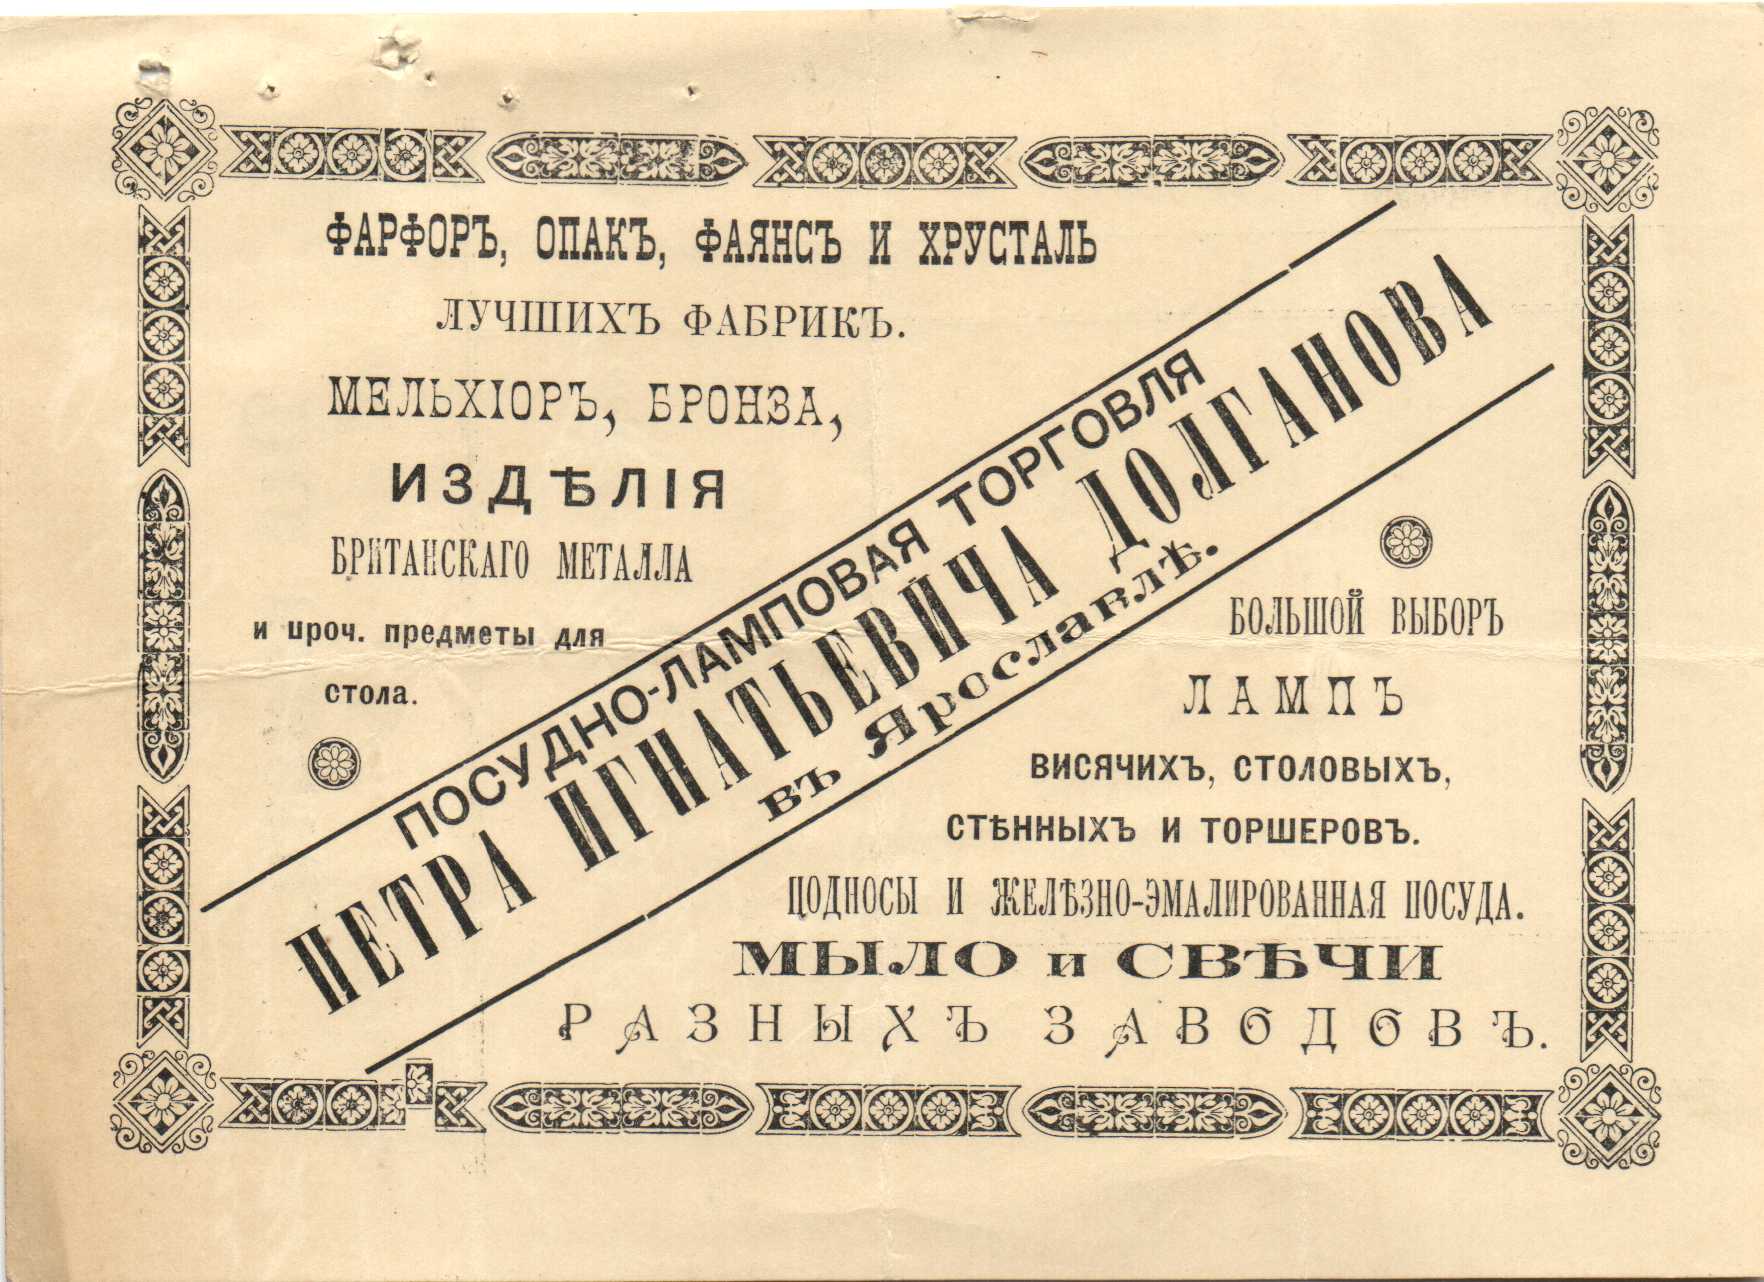 ФАРФОРЪ, ОПАКЪ, ФАЯНСЪ И ХРУСТАЛЬ
ЛУЧШИХЪ ФАБРИКЪ.
МЕЛЬХІОРЪ, БРОНЗА,
ИЗДѢЛІЯ
БРИТАНСКАГО МЕТАЛЛА
и проч. предметы для
стола.
ПОСУДНО-ЛАМПОВАЯ ТОРГОВЛЯ
ПЕТРА ИГНАТЬЕВИЧА ДОЛГАНОВА
въ Ярославлѣ.
БОЛЬШОЙ ВЫБОРЪ
ЛАМПЪ
ВИСЯЧИХЪ, СТОЛОВЫХЪ,
СТѢННЫХЪ И ТОРШЕРОВЪ.
ПОДНОСЫ И ЖЕЛѢЗНО-ЭМАЛИРОВАННАЯ ПОСУДА.
МЫЛО и СВѢЧИ
РАЗНЫХЪ ЗАВОДОВЪ.